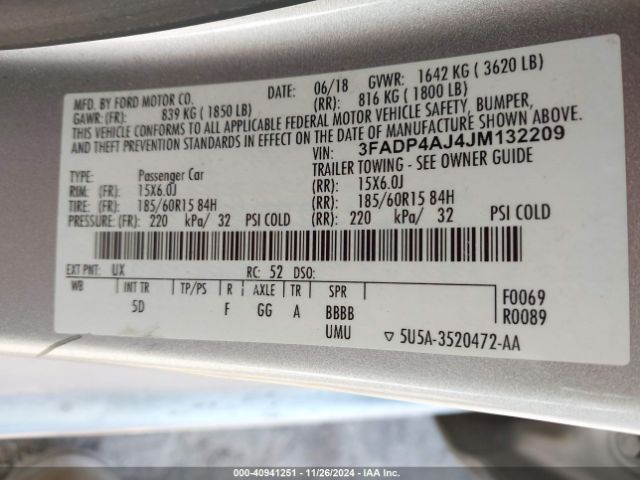 MFD. BY FORD MOTOR CO. DATE: 06/18 GVWR: 1642 KG ( 3620 LB)
GAWR: (FR): 839 KG ( 1850 LB) (RR): 816 KG ( 1800 LB)
THIS VEHICLE CONFORMS TO ALL APPLICABLE FEDERAL MOTOR VEHICLE SAFETY, BUMPER,
AND THEFT PREVENTION STANDARDS IN EFFECT ON THE DATE OF MANUFACTURE SHOWN ABOVE.
VIN: 3FADP4AJ4JM132209
TYPE: Passenger Car TRAILER TOWING - SEE OWNER GUIDE
RIM: (FR): 15X6.0J (RR): 15X6.0J
TIRE: (FR): 185/60R15 84H (RR): 185/60R15 84H
PRESSURE: (FR): 220 kPa/ 32 PSI COLD (RR): 220 kPa/ 32 PSI COLD
EXT PNT: UX RC: 52 DSO:
WB INT TR TP/PS R AXLE TR SPR F0069
5D F GG A BBBB R0089
UMU ▽ 5U5A-3520472-AA
000-40941251 | 11/26/2024 | IAA Inc.